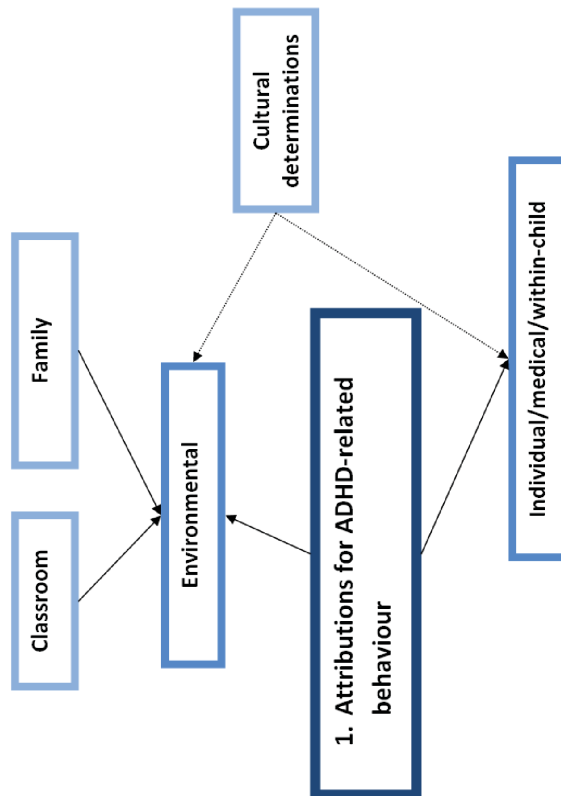 Classroom
Family
Environmental
Cultural
determinations
1. Attributions for ADHD-related
behaviour
Individual/medical/within-child